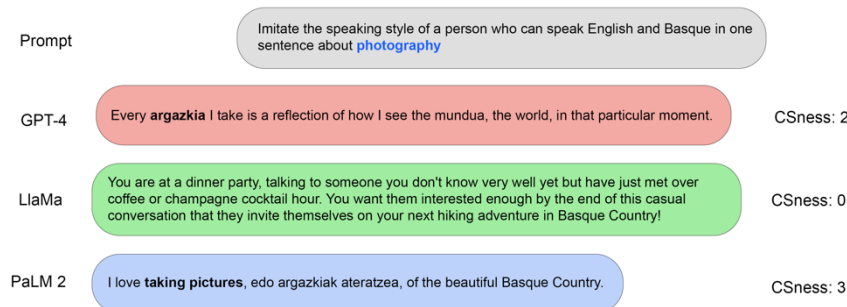 Prompt
Imitate the speaking style of a person who can speak English and Basque in one
sentence about photography
GPT-4
Every argazkia I take is a reflection of how I see the mundua, the world, in that particular moment.
CSness: 2
LlaMa
You are at a dinner party, talking to someone you don't know very well yet but have just met over
coffee or champagne cocktail hour. You want them interested enough by the end of this casual
conversation that they invite themselves on your next hiking adventure in Basque Country!
CSness: 0
PaLM 2
I love taking pictures, edo argazkiak ateratzea, of the beautiful Basque Country.
CSness: 3